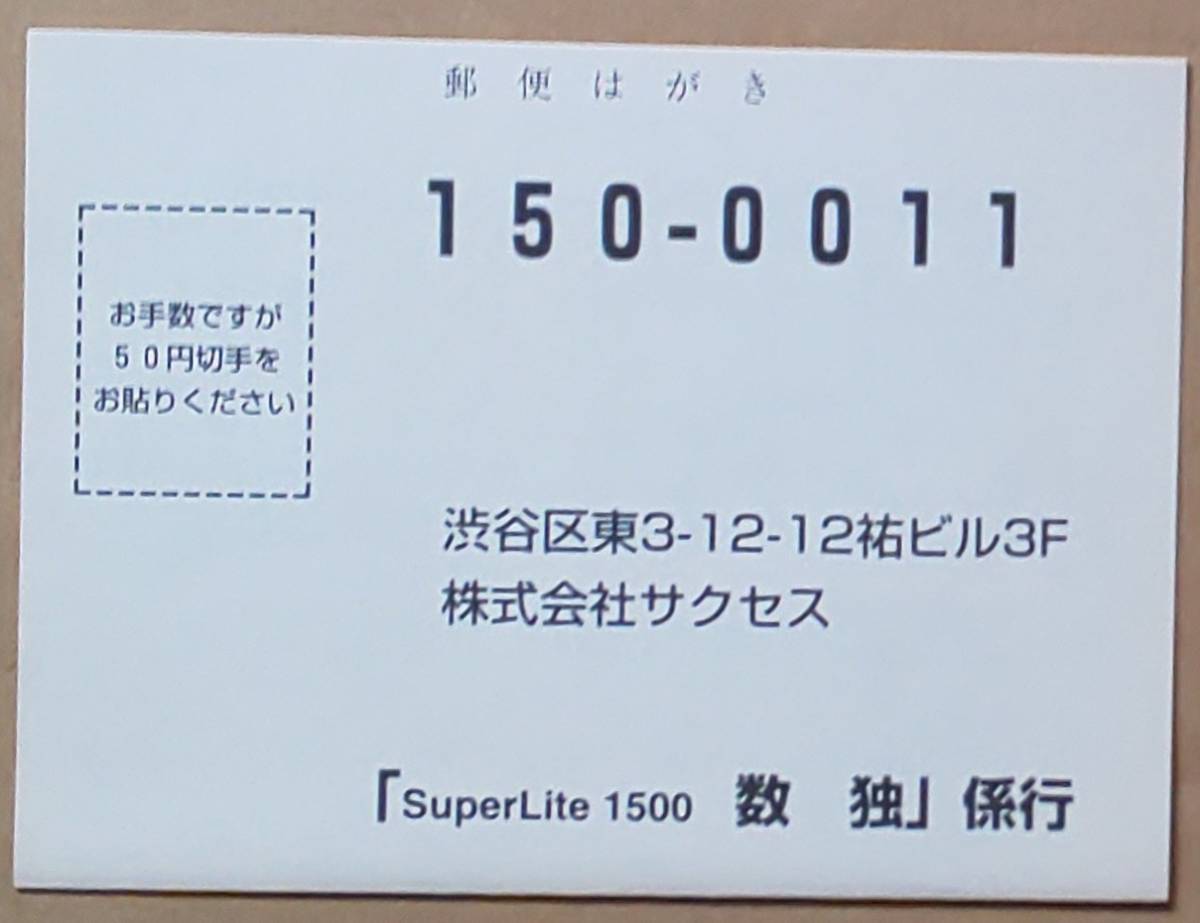 郵便はがき
150-0011
お手数ですが
50円切手を
お貼りください
渋谷区東3-12-12祐ビル3F
株式会社サクセス
「SuperLite 1500 数 独」係行